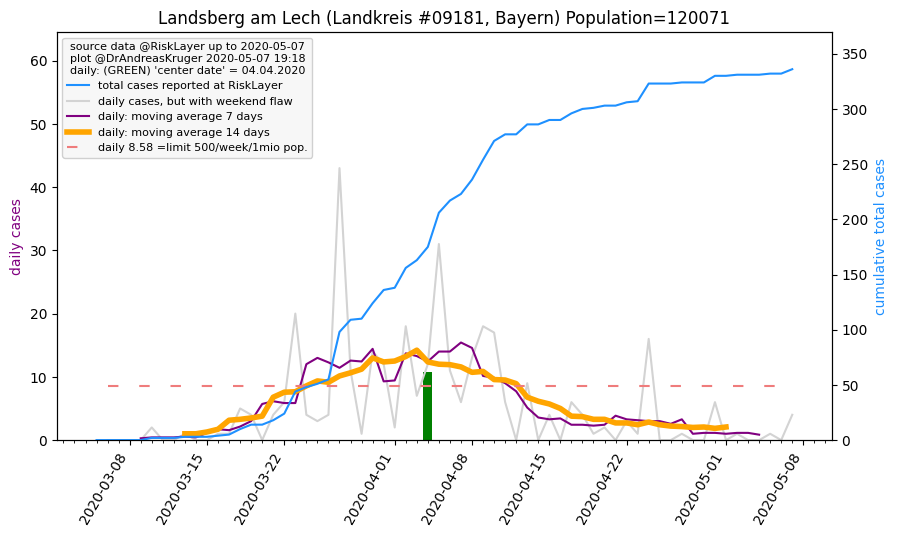 Landsberg am Lech (Landkreis #09181, Bayern) Population=120071
source data @RiskLayer up to 2020-05-07
plot @DrAndreasKruger 2020-05-07 19:18
daily: (GREEN) 'center date' = 04.04.2020
total cases reported at RiskLayer
daily cases, but with weekend flaw
daily: moving average 7 days
daily: moving average 14 days
daily 8.58 =limit 500/week/1mio pop.
daily cases
60
50
40
30
20
10
0
cumulative total cases
350
300
250
200
150
100
50
0
2020-03-08
2020-03-15
2020-03-22
2020-04-01
2020-04-08
2020-04-15
2020-04-22
2020-05-01
2020-05-08